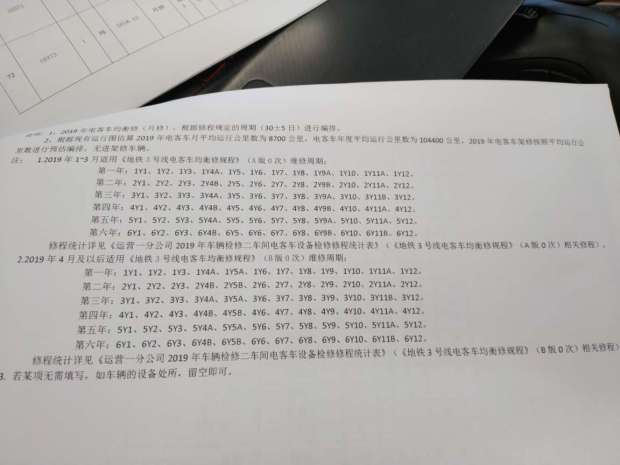 72
1、2019 年电客车均衡修（月修），根据修程规定的周期（30±5 日）进行编排。
2、根据现有运行图估算 2019 年电客车月平均运行公里数为 8700 公里，电客车年度平均运行公里数为 104400 公里，2019 年电客车架修按照平均运行公
里数进行预估编排，无进架修车辆。
注： 1.2019 年 1~3 月适用《地铁 3 号线电客车均衡修规程》（A 版 0 次）维修周期：
第一年：1Y1、1Y2、1Y3、1Y4A、1Y5、1Y6、1Y7、1Y8、1Y9A、1Y10、1Y11A、1Y12。
第二年：2Y1、2Y2、2Y3、2Y4B、2Y5、2Y6、2Y7、2Y8、2Y9B、2Y10、2Y11A、2Y12。
第三年：3Y1、3Y2、3Y3、3Y4A、3Y5、3Y6、3Y7、3Y8、3Y9A、3Y10、3Y11B、3Y12。
第四年：4Y1、4Y2、4Y3、4Y4B、4Y5、4Y6、4Y7、4Y8、4Y9B、4Y10、4Y11A、4Y12。
第五年：5Y1、5Y2、5Y3、5Y4A、5Y5、5Y6、5Y7、5Y8、5Y9A、5Y10、5Y11A、5Y12。
第六年：6Y1、6Y2、6Y3、6Y4B、6Y5、6Y6、6Y7、6Y8、6Y9B、6Y10、6Y11B、6Y12。
修程统计详见《运营一分公司 2019 年车辆检修二车间电客车设备检修修程统计表》（《地铁 3 号线电客车均衡修规程》（A 版 0 次）相关修程）。
2.2019 年 4 月及以后适用《地铁 3 号线电客车均衡修规程》（B 版 0 次）维修周期：
第一年：1Y1、1Y2、1Y3、1Y4A、1Y5A、1Y6、1Y7、1Y8、1Y9、1Y10、1Y11A、1Y12。
第二年：2Y1、2Y2、2Y3、2Y4B、2Y5B、2Y6、2Y7、2Y8、2Y9、2Y10、2Y11A、2Y12。
第三年：3Y1、3Y2、3Y3、3Y4A、3Y5A、3Y6、3Y7、3Y8、3Y9、3Y10、3Y11B、3Y12。
第四年：4Y1、4Y2、4Y3、4Y4B、4Y5B、4Y6、4Y7、4Y8、4Y9、4Y10、4Y11A、4Y12。
第五年：5Y1、5Y2、5Y3、5Y4A、5Y5A、5Y6、5Y7、5Y8、5Y9、5Y10、5Y11A、5Y12。
第六年：6Y1、6Y2、6Y3、6Y4B、6Y5B、6Y6、6Y7、6Y8、6Y9、6Y10、6Y11B、6Y12。
修程统计详见《运营一分公司 2019 年车辆检修二车间电客车设备检修修程统计表》（《地铁 3 号线电客车均衡修规程》（B 版 0 次）相关修程）
3. 若某项无需填写，如车辆的设备处所，留空即可。